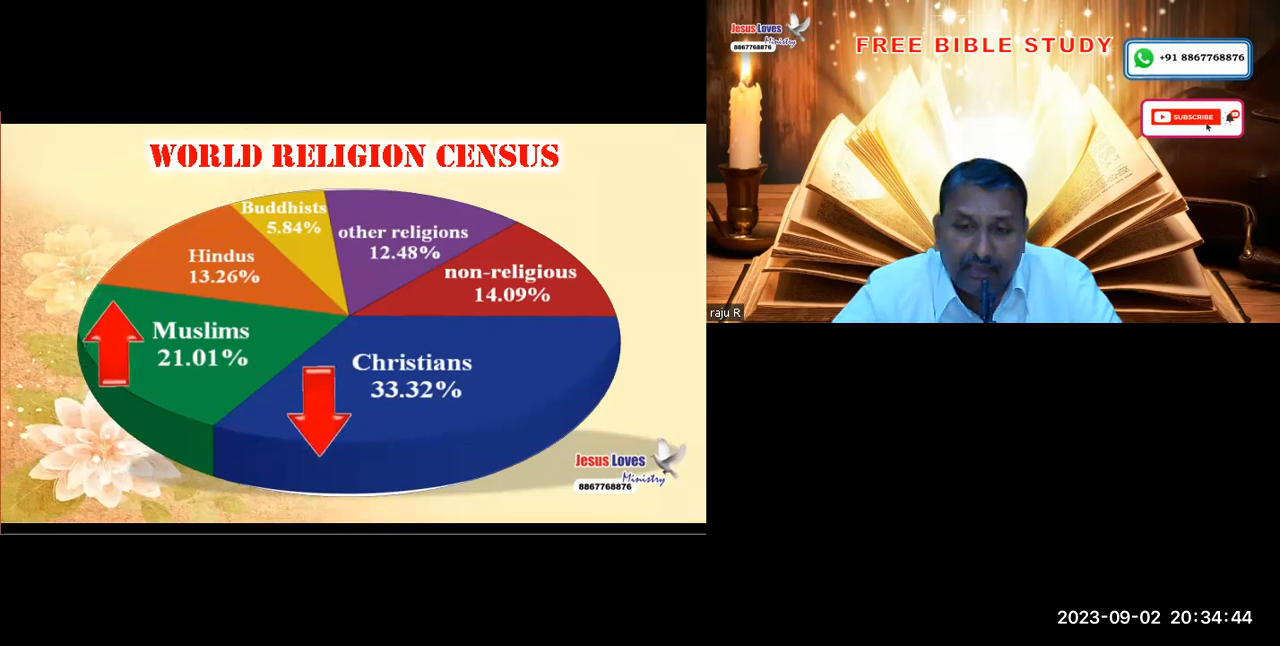 WORLD RELIGION CENSUS
Buddhists
5.84%
other religions
12.48%
Hindus
13.26%
non-religious
14.09%
Muslims
21.01%
Christians
33.32%
Jesus Loves
Ministry
8867768876
Jesus Loves
Ministry
8867768876
FREE BIBLE STUDY
+91 8867768876
SUBSCRIBE
raju R
2023-09-02 20:34:44